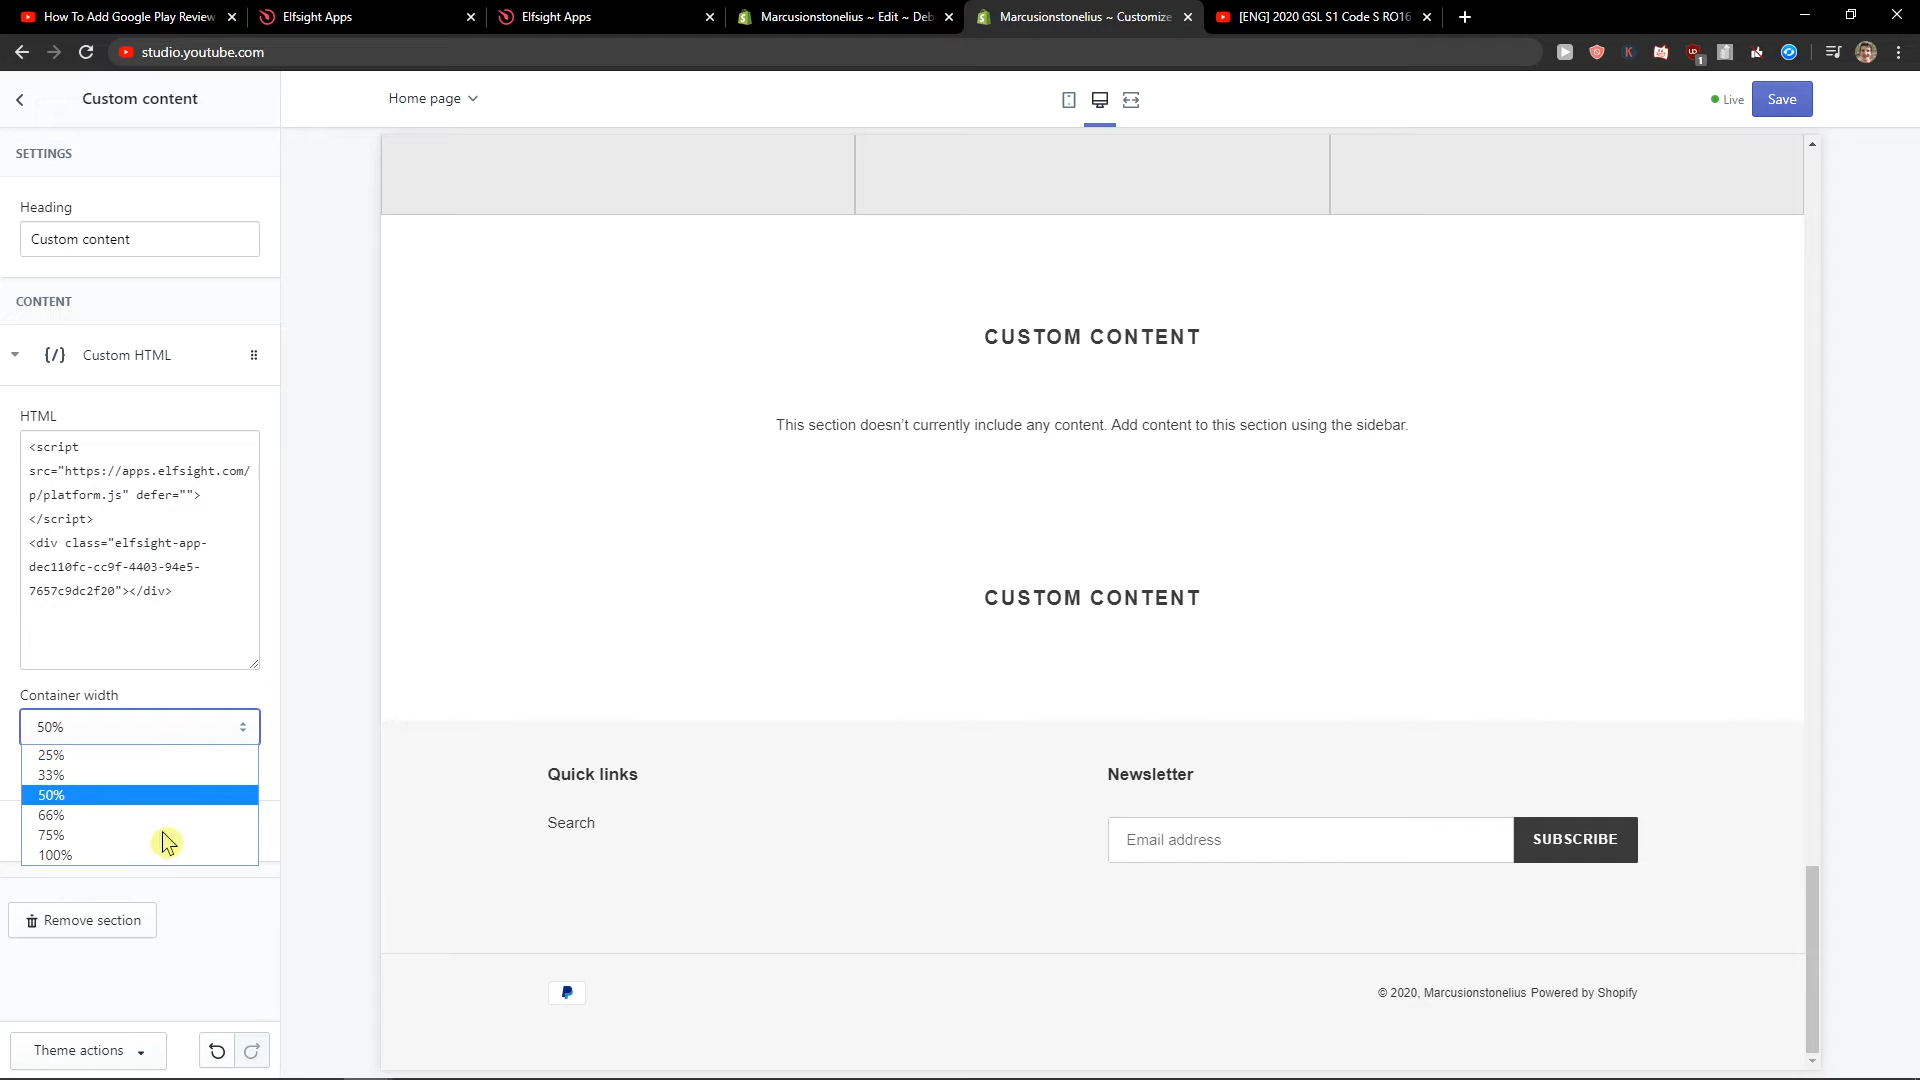 How To Add Google Play Review
Elfsight Apps
Elfsight Apps
Marcusionstonelius ~ Edit ~ Deb
Marcusionstonelius ~ Customize
[ENG] 2020 GSL S1 Code S RO16
studio.youtube.com
1
Custom content
Home page
Live
Save
SETTINGS
Heading
Custom content
CONTENT
Custom HTML
HTML
<script
src="https://apps.elfsight.com/
p/platform.js" defer="">
</script>
<div class="elfsight-app-
dec110fc-cc9f-4403-94e5-
7657c9dc2f20"></div>
Container width
50%
25%
33%
50%
66%
75%
100%
Remove section
Theme actions
CUSTOM CONTENT
This section doesn't currently include any content. Add content to this section using the sidebar.
CUSTOM CONTENT
Quick links
Newsletter
Search
Email address
SUBSCRIBE
© 2020, Marcusionstonelius Powered by Shopify